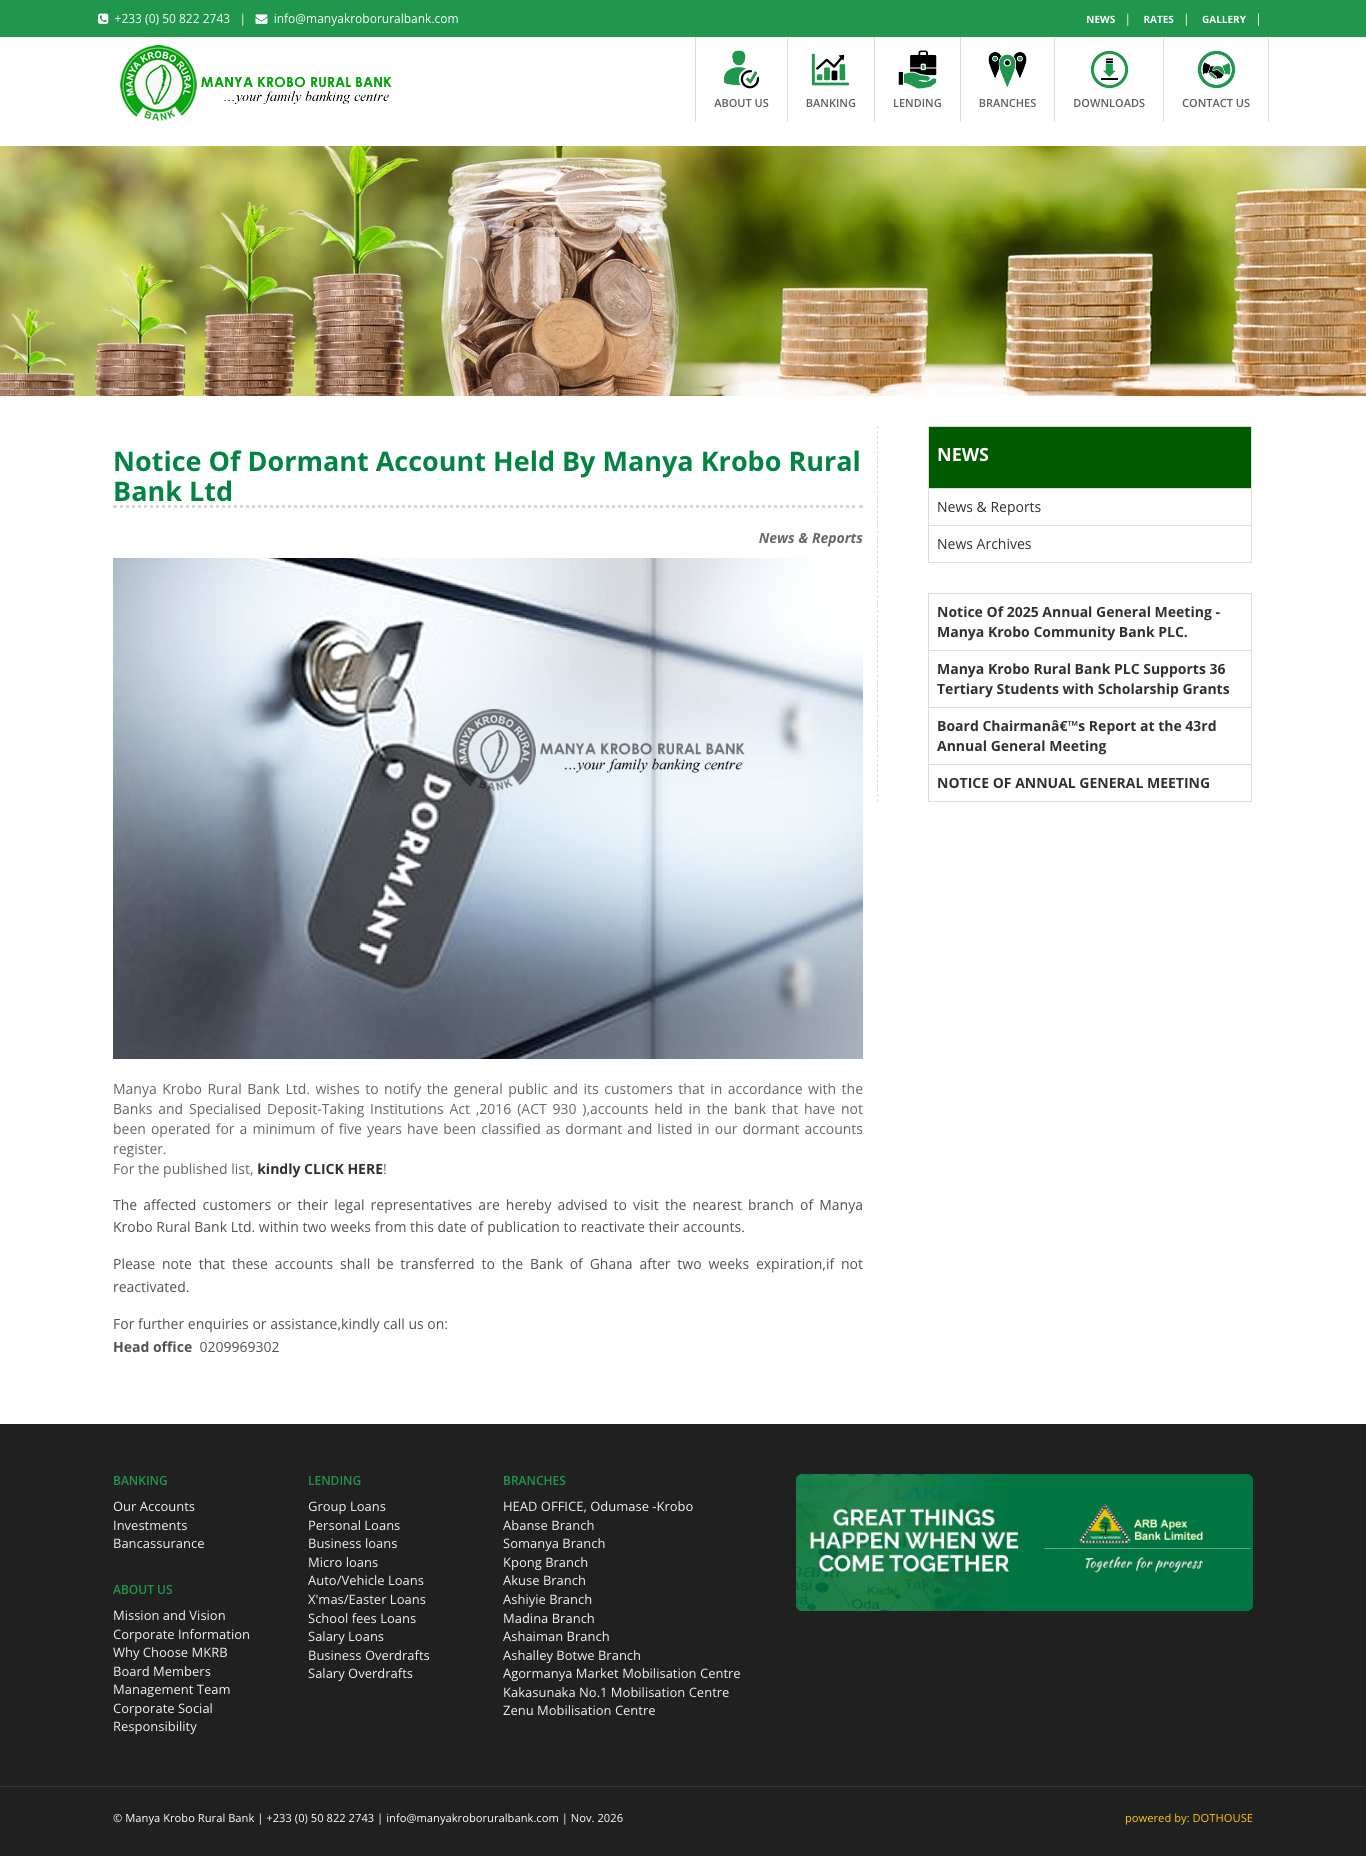 +233 (0) 50 822 2743 | info@manyakroboruralbank.com
NEWS | RATES | GALLERY |
MANYA KROBO RURAL
BANK
MANYA KROBO RURAL BANK
...your family banking centre
ABOUT US
BANKING
LENDING
BRANCHES
DOWNLOADS
CONTACT US
Notice Of Dormant Account Held By Manya Krobo Rural
Bank Ltd
News & Reports
MANYA KROBO RURAL
BANK
MANYA KROBO RURAL BANK
...your family banking centre
DORMANT
Manya Krobo Rural Bank Ltd. wishes to notify the general public and its customers that in accordance with the
Banks and Specialised Deposit-Taking Institutions Act ,2016 (ACT 930 ),accounts held in the bank that have not
been operated for a minimum of five years have been classified as dormant and listed in our dormant accounts
register.
For the published list, kindly CLICK HERE!
The affected customers or their legal representatives are hereby advised to visit the nearest branch of Manya
Krobo Rural Bank Ltd. within two weeks from this date of publication to reactivate their accounts.
Please note that these accounts shall be transferred to the Bank of Ghana after two weeks expiration,if not
reactivated.
For further enquiries or assistance,kindly call us on:
Head office 0209969302
NEWS
News & Reports
News Archives
Notice Of 2025 Annual General Meeting -
Manya Krobo Community Bank PLC.
Manya Krobo Rural Bank PLC Supports 36
Tertiary Students with Scholarship Grants
Board Chairmanâ€™s Report at the 43rd
Annual General Meeting
NOTICE OF ANNUAL GENERAL MEETING
BANKING
Our Accounts
Investments
Bancassurance
ABOUT US
Mission and Vision
Corporate Information
Why Choose MKRB
Board Members
Management Team
Corporate Social
Responsibility
LENDING
Group Loans
Personal Loans
Business loans
Micro loans
Auto/Vehicle Loans
X'mas/Easter Loans
School fees Loans
Salary Loans
Business Overdrafts
Salary Overdrafts
BRANCHES
HEAD OFFICE, Odumase -Krobo
Abanse Branch
Somanya Branch
Kpong Branch
Akuse Branch
Ashiyie Branch
Madina Branch
Ashaiman Branch
Ashalley Botwe Branch
Agormanya Market Mobilisation Centre
Kakasunaka No.1 Mobilisation Centre
Zenu Mobilisation Centre
GREAT THINGS
HAPPEN WHEN WE
COME TOGETHER
ARB Apex
Bank Limited
Together for progress
Oda
© Manya Krobo Rural Bank | +233 (0) 50 822 2743 | info@manyakroboruralbank.com | Nov. 2026
powered by: DOTHOUSE